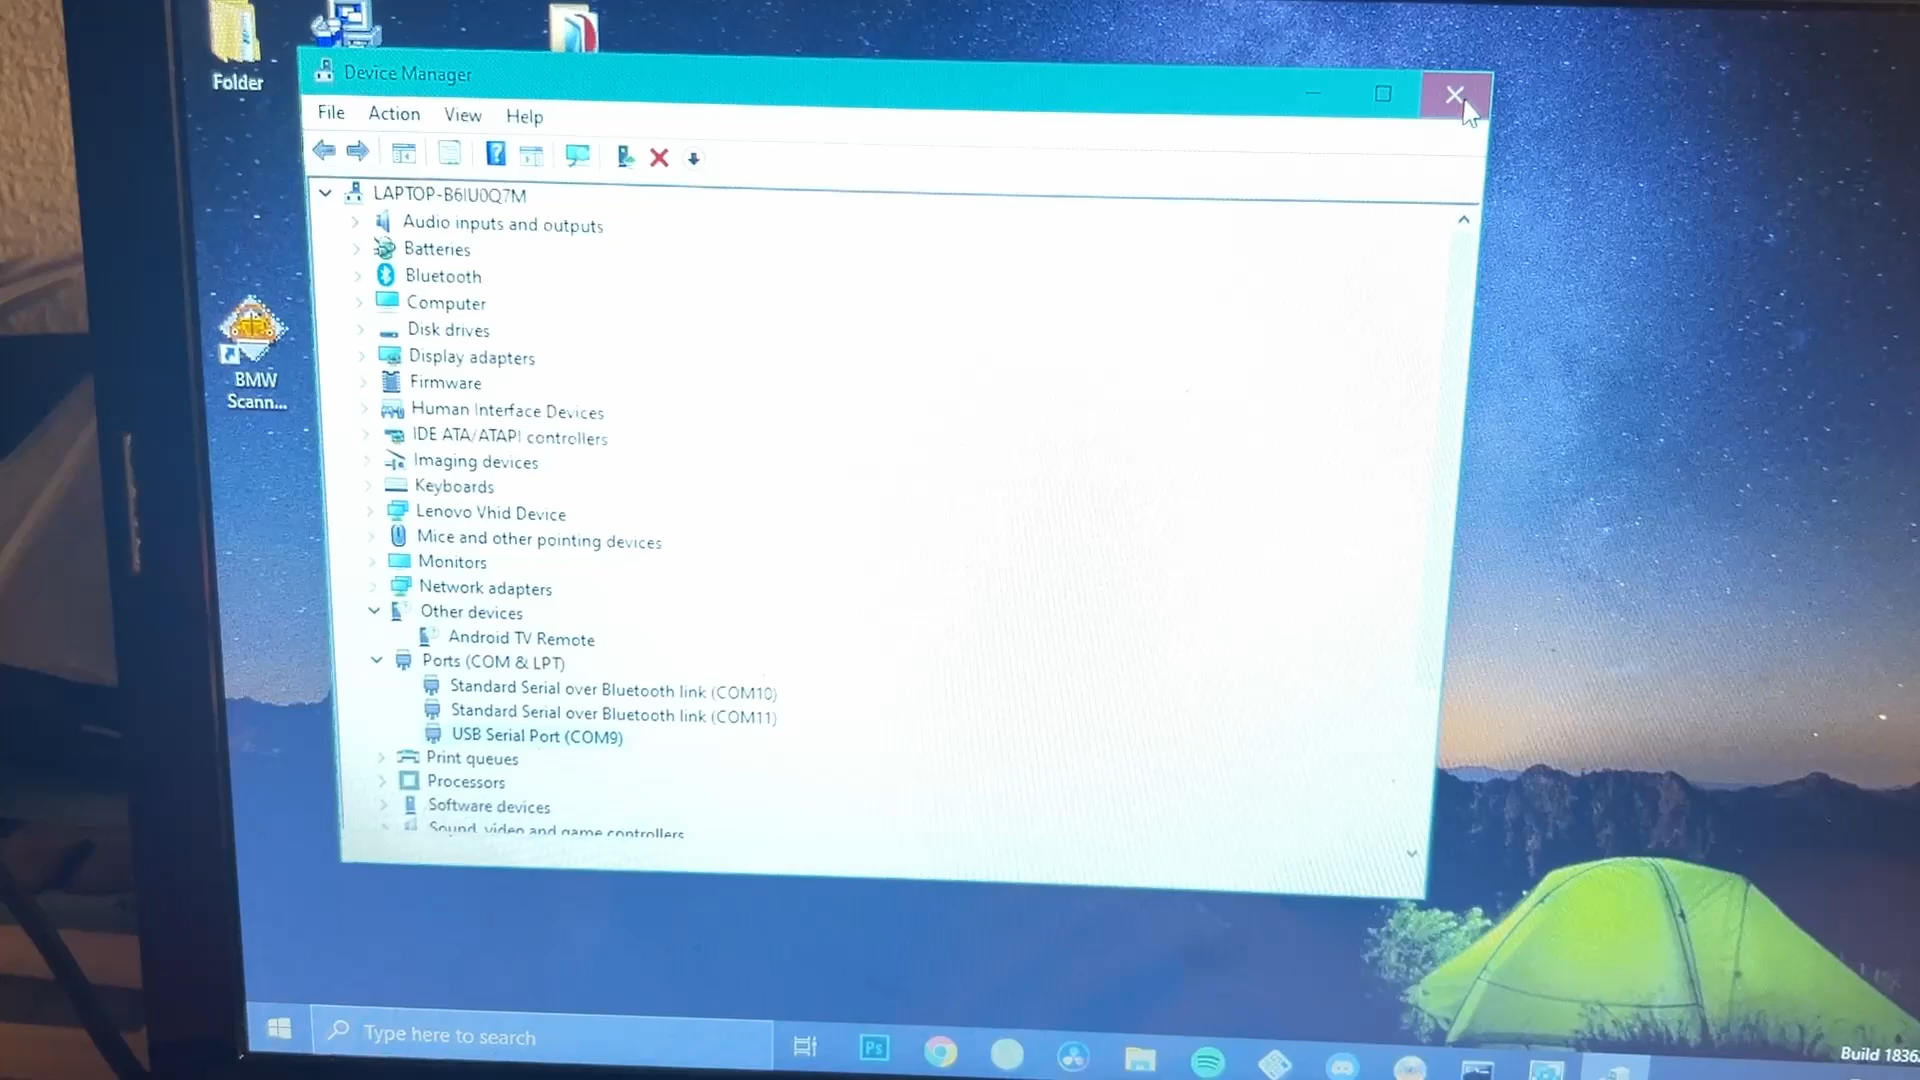 Folder
Device Manager
File Action View Help
LAPTOP-B6IU0Q7M
Audio inputs and outputs
Batteries
Bluetooth
Computer
Disk drives
Display adapters
Firmware
Human Interface Devices
IDE ATA/ATAPI controllers
Imaging devices
Keyboards
Lenovo Vhid Device
Mice and other pointing devices
Monitors
Network adapters
Other devices
Android TV Remote
Ports (COM & LPT)
Standard Serial over Bluetooth link (COM10)
Standard Serial over Bluetooth link (COM11)
USB Serial Port (COM9)
Print queues
Processors
Software devices
Sound, video and game controllers
BMW
Scann...
Type here to search
Ps
Build 1836